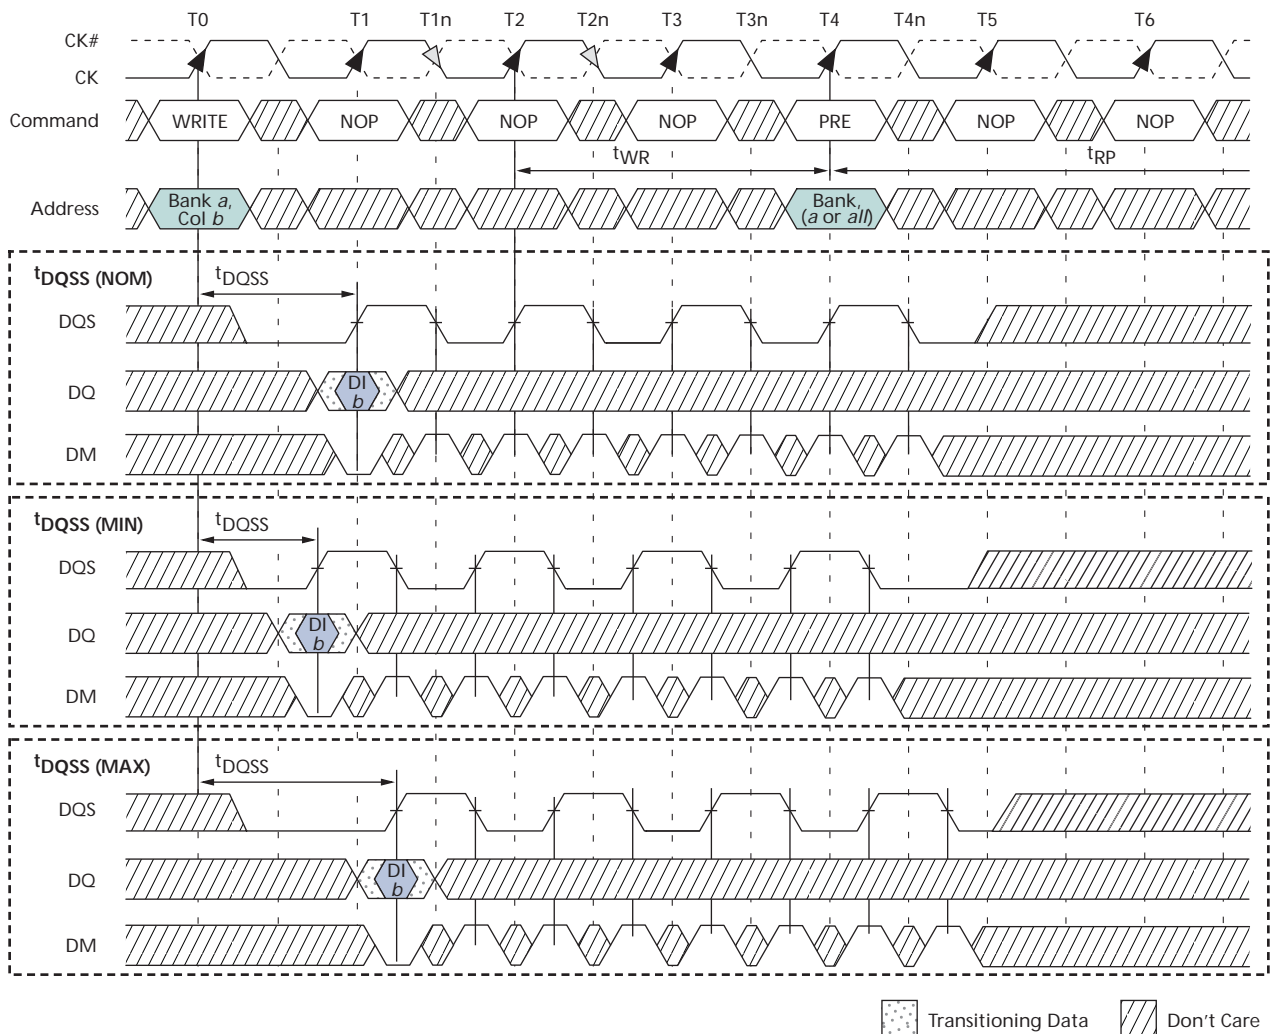 T0 T1 T1n T2 T2n T3 T3n T4 T4n T5 T6
CK#
CK
Command WRITE NOP NOP NOP PRE NOP NOP
tWR tRP
Address Bank a, Col b Bank, (a or all)
tDQSS (NOM) tDQSS
DQS
DQ DI b
DM
tDQSS (MIN) tDQSS
DQS
DQ DI b
DM
tDQSS (MAX) tDQSS
DQS
DQ DI b
DM
Transitioning Data Don't Care